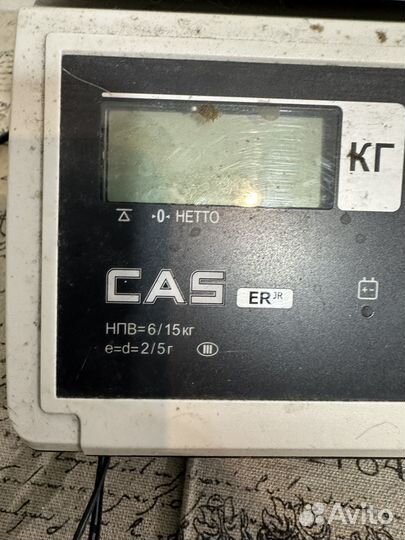 КГ
▸0◂ НЕТТО
CAS ER JR
НПВ=6/15кг
e=d=2/5г III
Avito